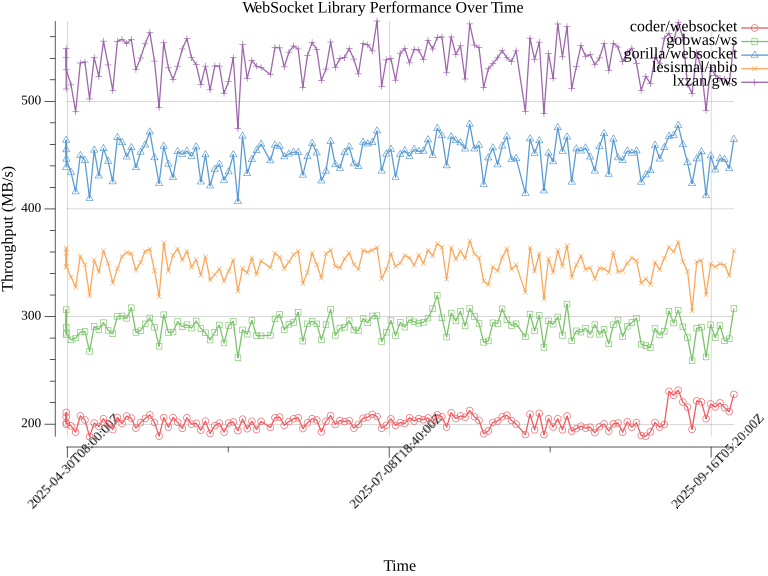 WebSocket Library Performance Over Time
coder/websocket
gobwas/ws
gorilla/websocket
lesismal/nbio
lxzan/gws
Throughput (MB/s)
500
400
300
200
2025-04-30T08:00:00Z
2025-07-08T18:40:00Z
2025-09-16T05:20:00Z
Time